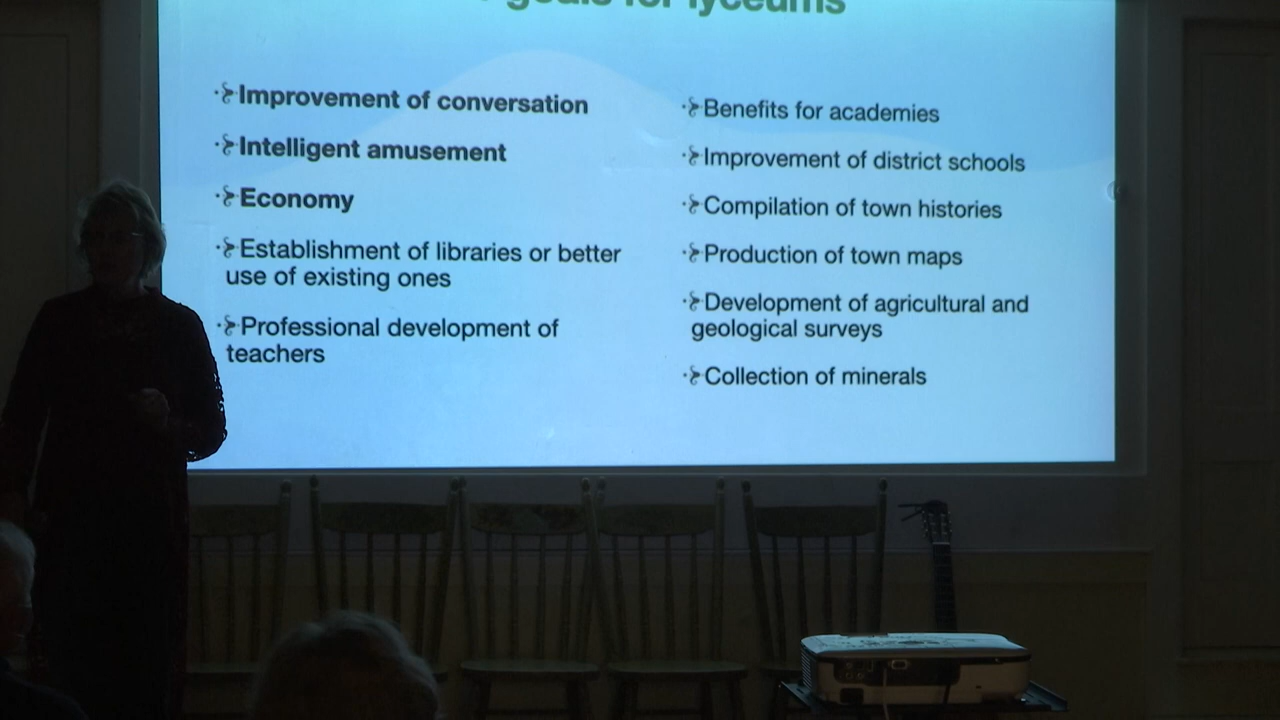 goals for lyceums
Improvement of conversation
Intelligent amusement
Economy
Establishment of libraries or better
use of existing ones
Professional development of
teachers
Benefits for academies
Improvement of district schools
Compilation of town histories
Production of town maps
Development of agricultural and
geological surveys
Collection of minerals